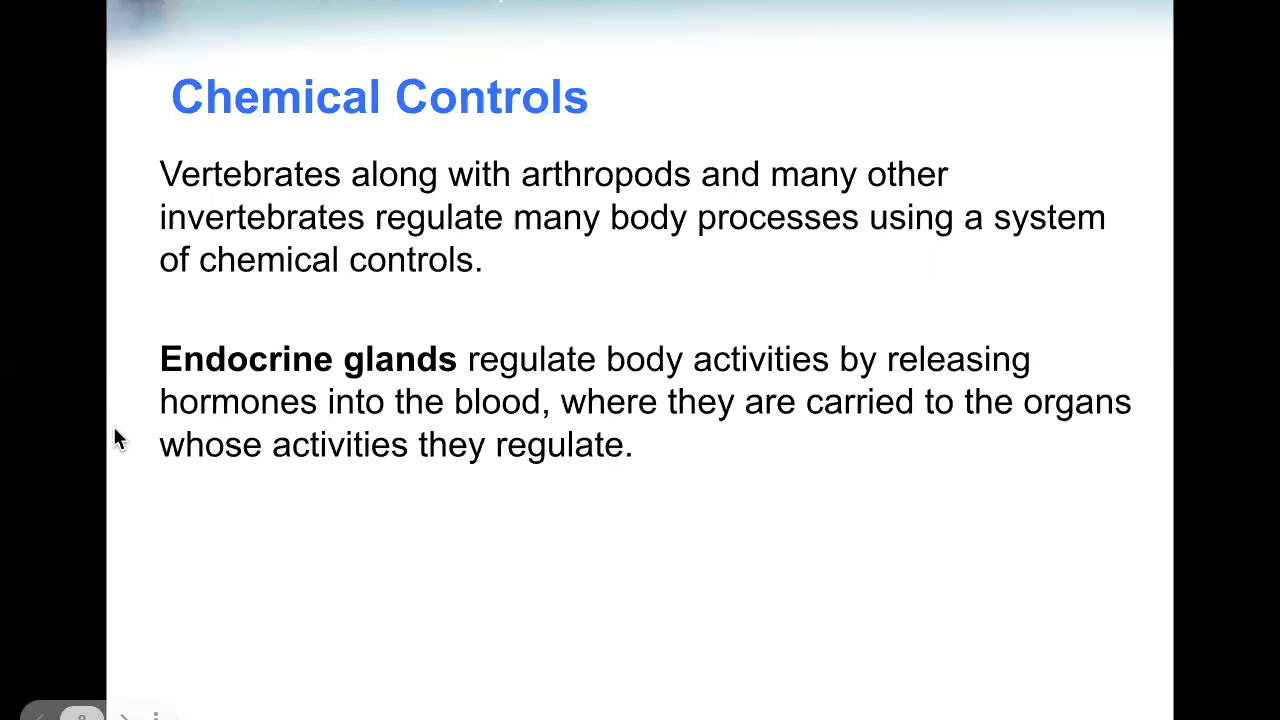 Chemical Controls
Vertebrates along with arthropods and many other
invertebrates regulate many body processes using a system
of chemical controls.
Endocrine glands regulate body activities by releasing
hormones into the blood, where they are carried to the organs
whose activities they regulate.